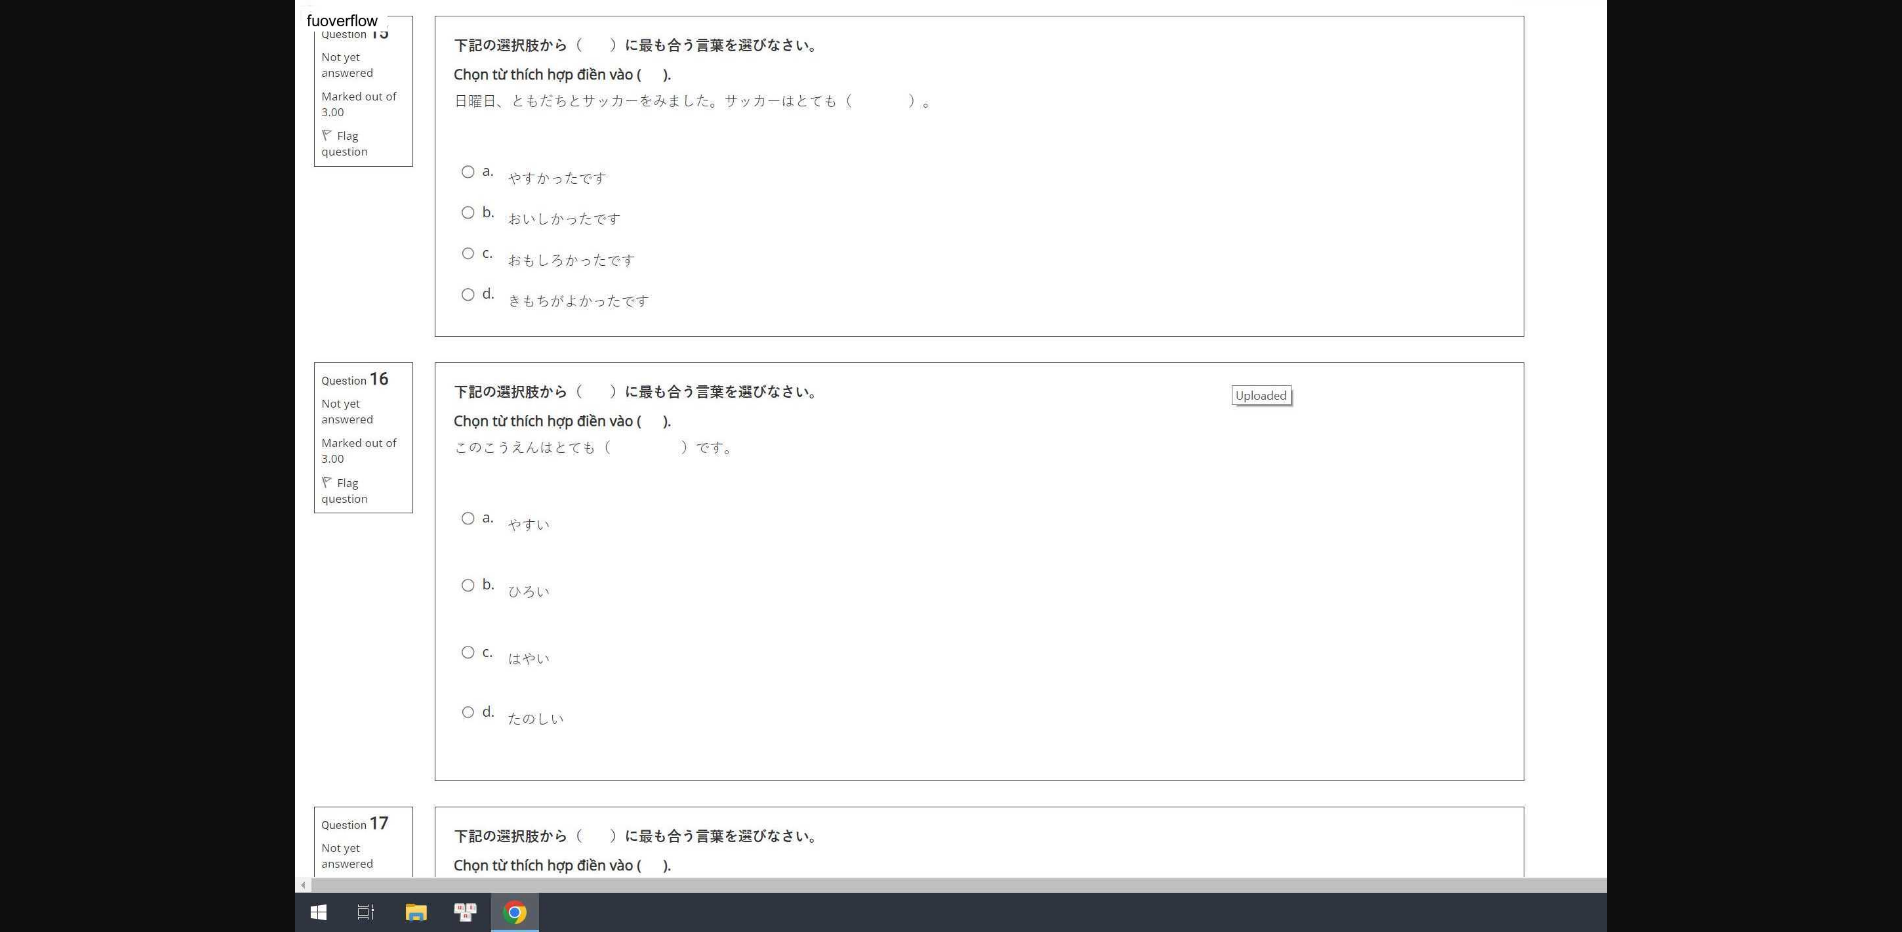 fuoverflow
Question 15
Not yet
answered
Marked out of
3.00
Flag
question
下記の選択肢から（　　）に最も合う言葉を選びなさい。
Chọn từ thích hợp điền vào (     ).
日曜日、ともだちとサッカーをみました。サッカーはとても（　　　　）。
a. やすかったです
b. おいしかったです
c. おもしろかったです
d. きもちがよかったです
Question 16
Not yet
answered
Marked out of
3.00
Flag
question
下記の選択肢から（　　）に最も合う言葉を選びなさい。
Uploaded
Chọn từ thích hợp điền vào (     ).
このこうえんはとても（　　　　　）です。
a. やすい
b. ひろい
c. はやい
d. たのしい
Question 17
Not yet
answered
下記の選択肢から（　　）に最も合う言葉を選びなさい。
Chọn từ thích hợp điền vào (     ).